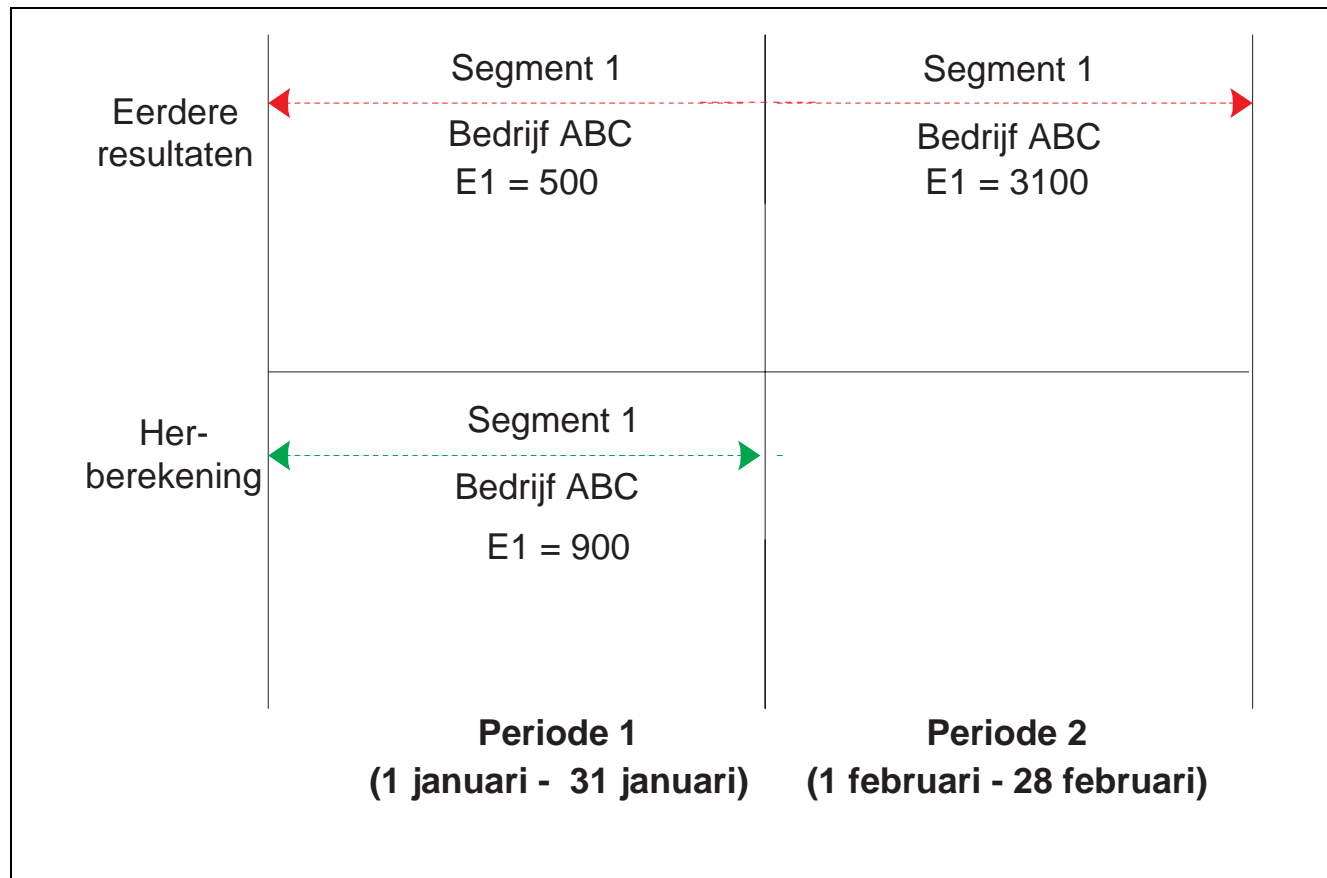 Eerdere
resultaten
Segment 1
Bedrijf ABC
E1 = 500
Segment 1
Bedrijf ABC
E1 = 3100
Her-
berekening
Segment 1
Bedrijf ABC
E1 = 900
Periode 1
(1 januari - 31 januari)
Periode 2
(1 februari - 28 februari)